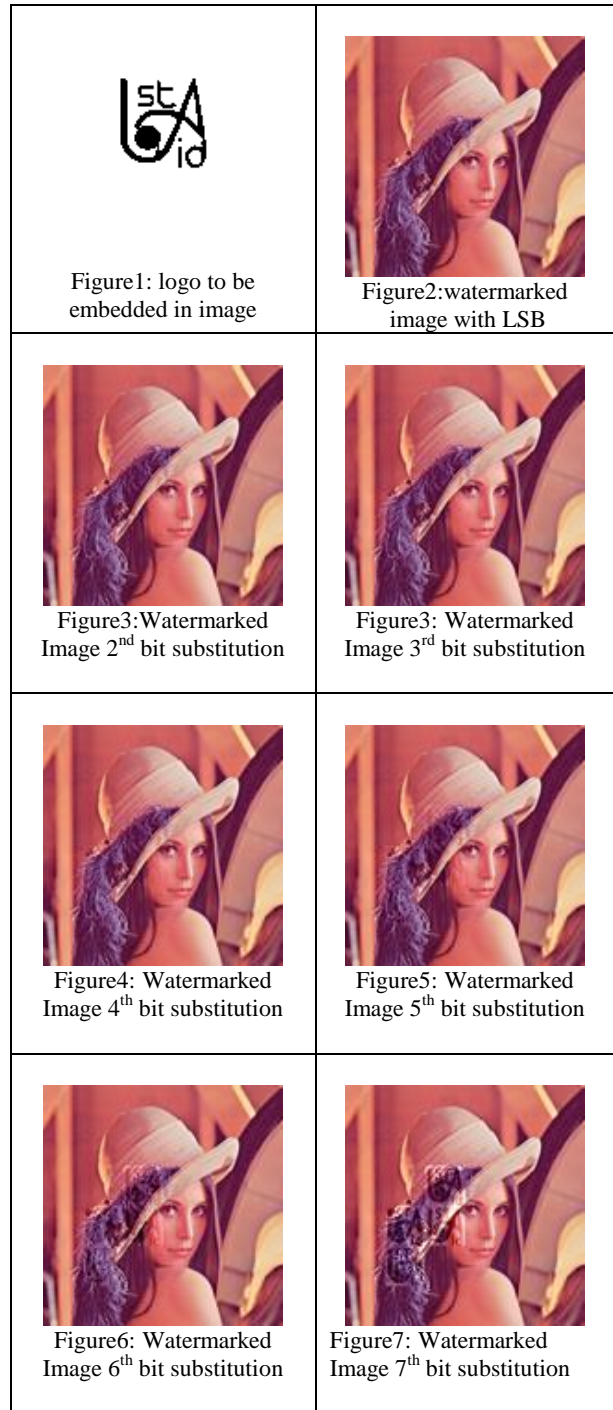 st
A
id
Figure1: logo to be
embedded in image
Figure2:watermarked
image with LSB
Figure3:Watermarked
Image 2nd bit substitution
Figure3: Watermarked
Image 3rd bit substitution
Figure4: Watermarked
Image 4th bit substitution
Figure5: Watermarked
Image 5th bit substitution
Figure6: Watermarked
Image 6th bit substitution
Figure7: Watermarked
Image 7th bit substitution